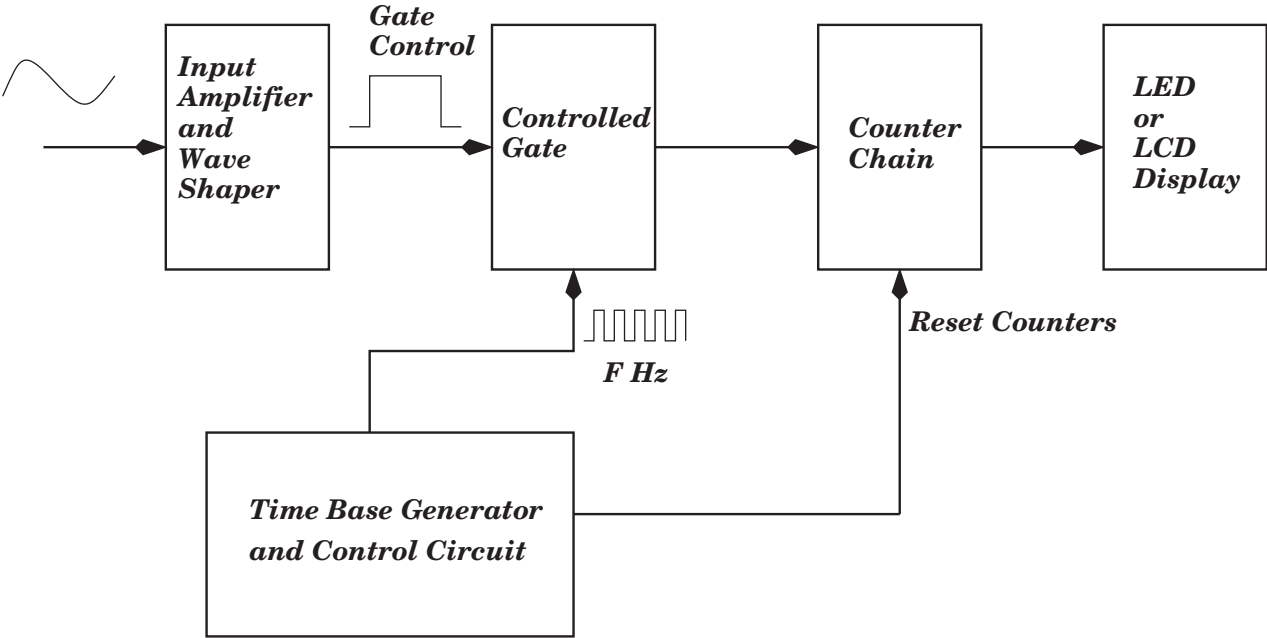 Gate
Control
Input
Amplifier
and
Wave
Shaper
Controlled
Gate
Counter
Chain
LED
or
LCD
Display
Reset Counters
F Hz
Time Base Generator
and Control Circuit